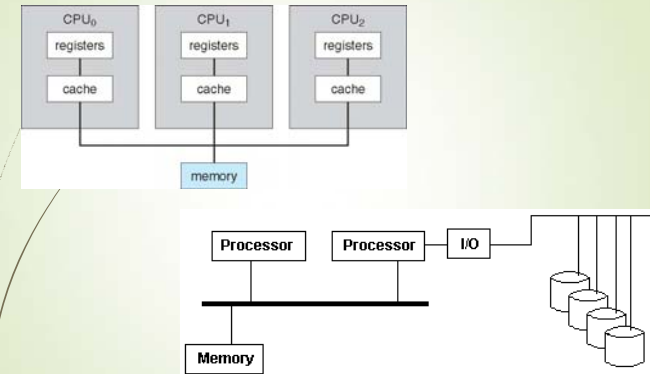 CPU₀ CPU₁ CPU₂
registers registers registers
cache cache cache
memory
Processor Processor I/O
Memory